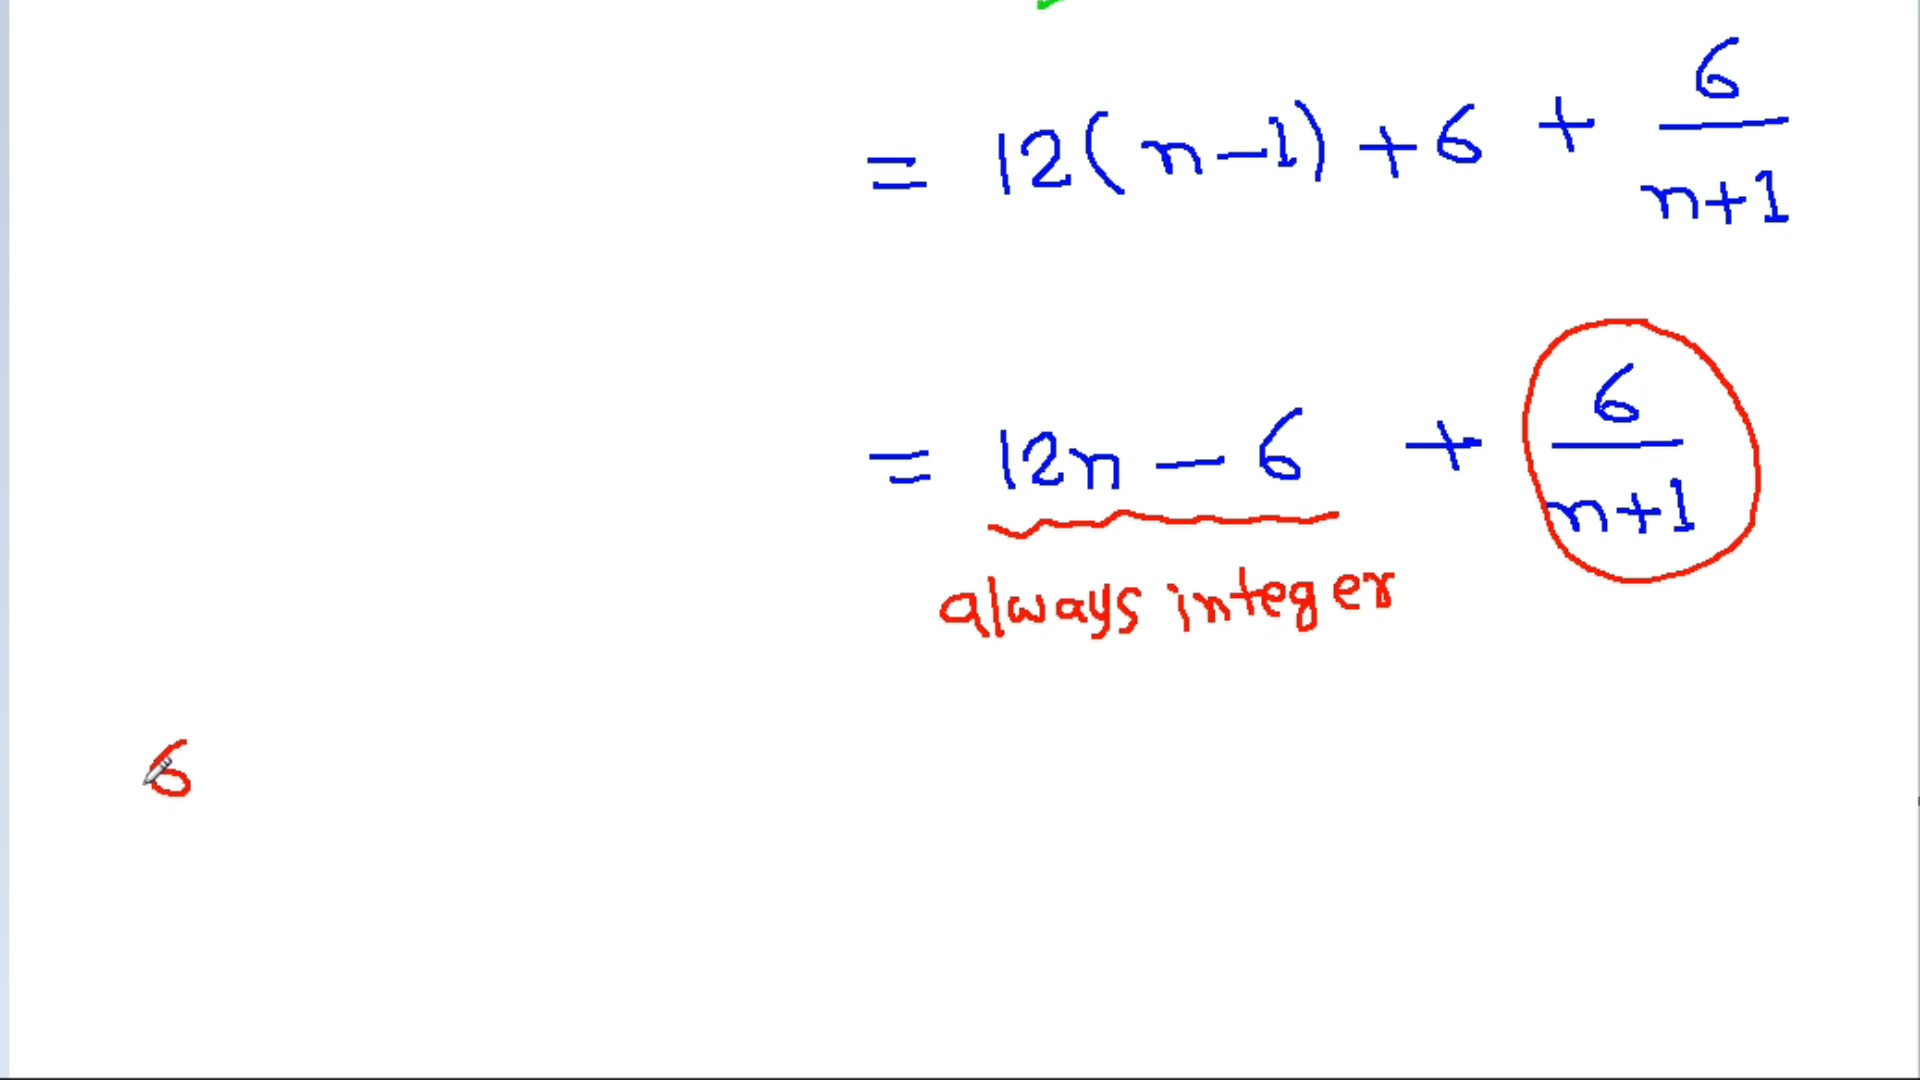 = 12(n-1) + 6 + 6/(n+1)
= 12n - 6 + 6/(n+1)
always integer
6